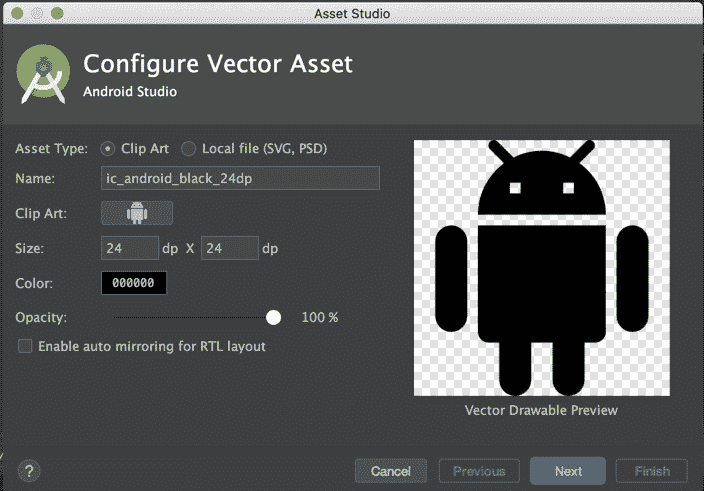 Asset Studio
Configure Vector Asset
Android Studio
Asset Type: Clip Art Local file (SVG, PSD)
Name: ic_android_black_24dp
Clip Art:
Size: 24 dp X 24 dp
Color: 000000
Opacity: 100 %
Enable auto mirroring for RTL layout
Vector Drawable Preview
? Cancel Previous Next Finish